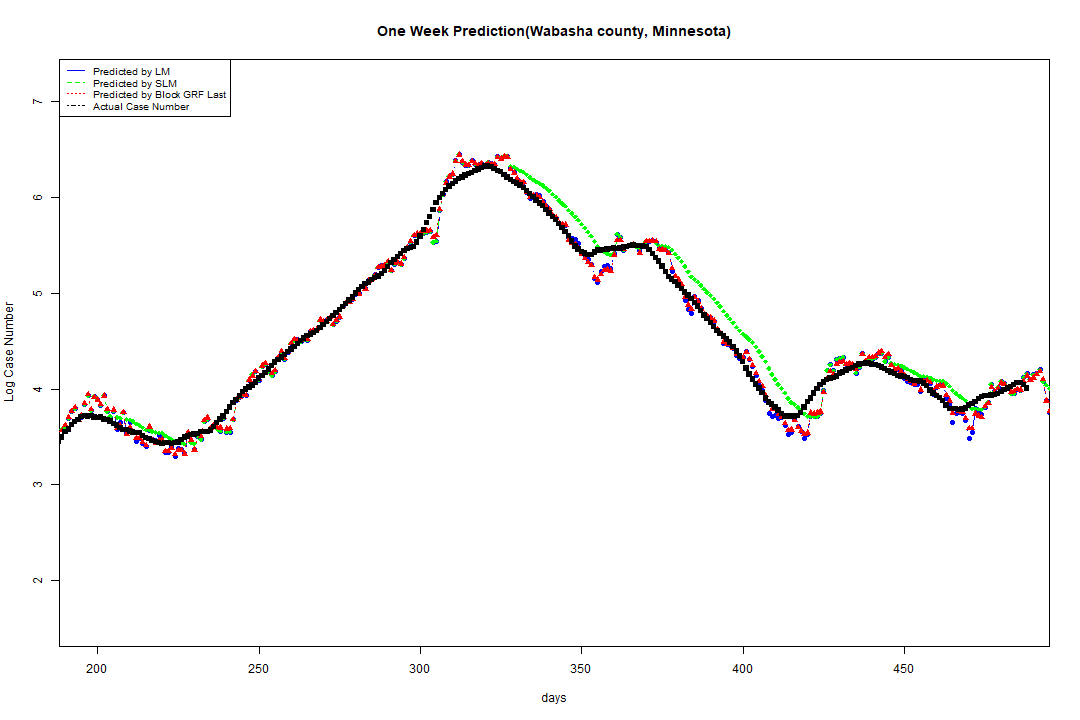 One Week Prediction(Wabasha county, Minnesota)
Predicted by LM
Predicted by SLM
Predicted by Block GRF Last
Actual Case Number
Log Case Number
7
6
5
4
3
2
200 250 300 350 400 450
days